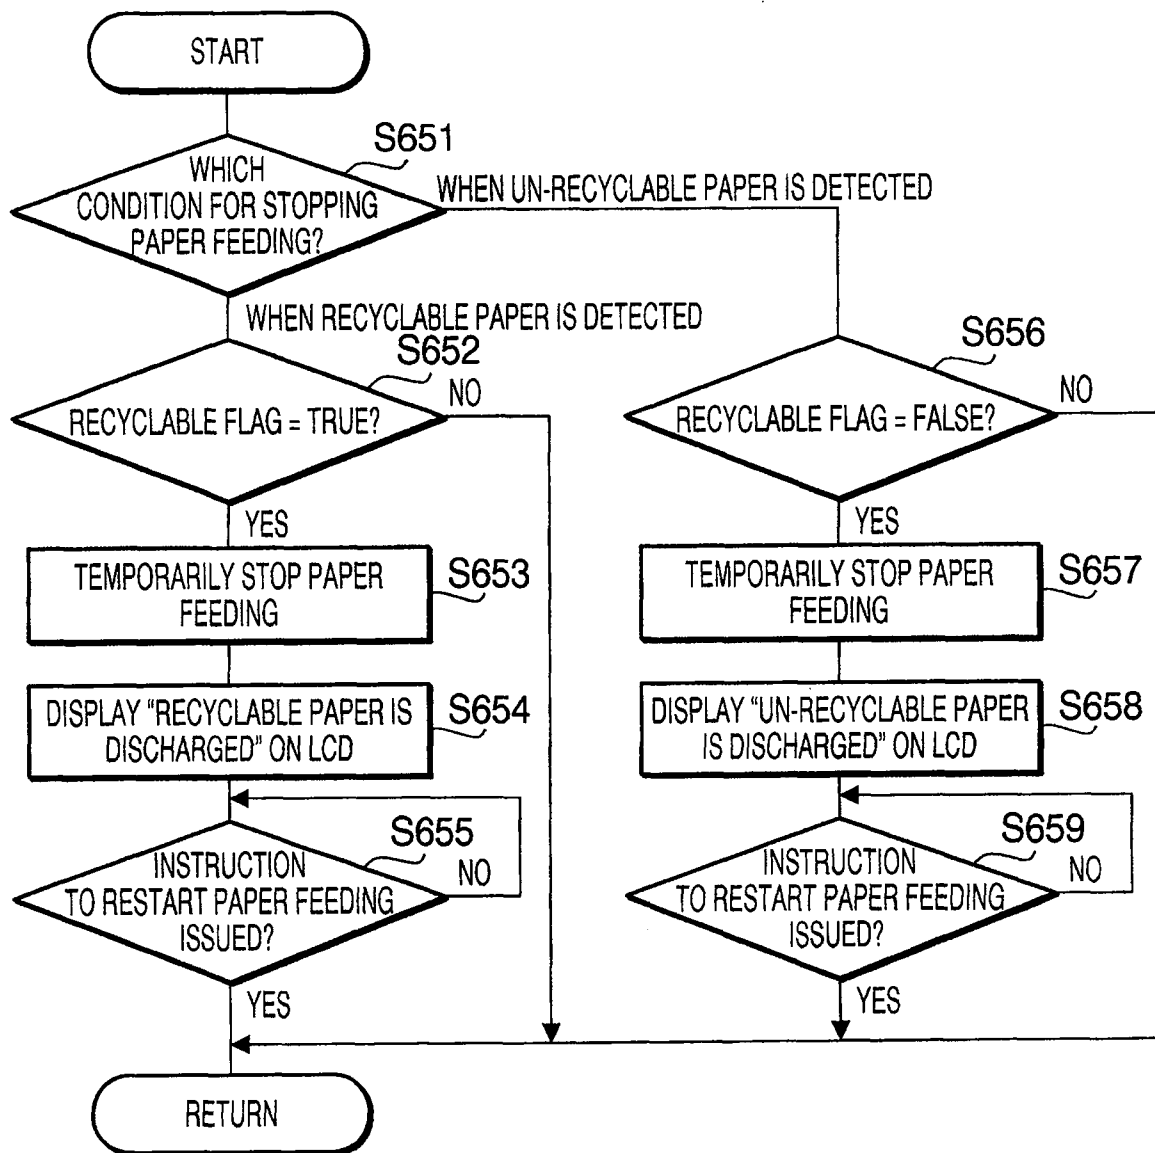 START
S651
WHICH
CONDITION FOR STOPPING
PAPER FEEDING?
WHEN UN-RECYCLABLE PAPER IS DETECTED
WHEN RECYCLABLE PAPER IS DETECTED
S652
RECYCLABLE FLAG = TRUE?
NO
YES
S656
RECYCLABLE FLAG = FALSE?
NO
YES
TEMPORARILY STOP PAPER
FEEDING
S653
TEMPORARILY STOP PAPER
FEEDING
S657
DISPLAY "RECYCLABLE PAPER IS
DISCHARGED" ON LCD
S654
DISPLAY "UN-RECYCLABLE PAPER
IS DISCHARGED" ON LCD
S658
S655
INSTRUCTION
TO RESTART PAPER FEEDING
ISSUED?
NO
YES
S659
INSTRUCTION
TO RESTART PAPER FEEDING
ISSUED?
NO
YES
RETURN